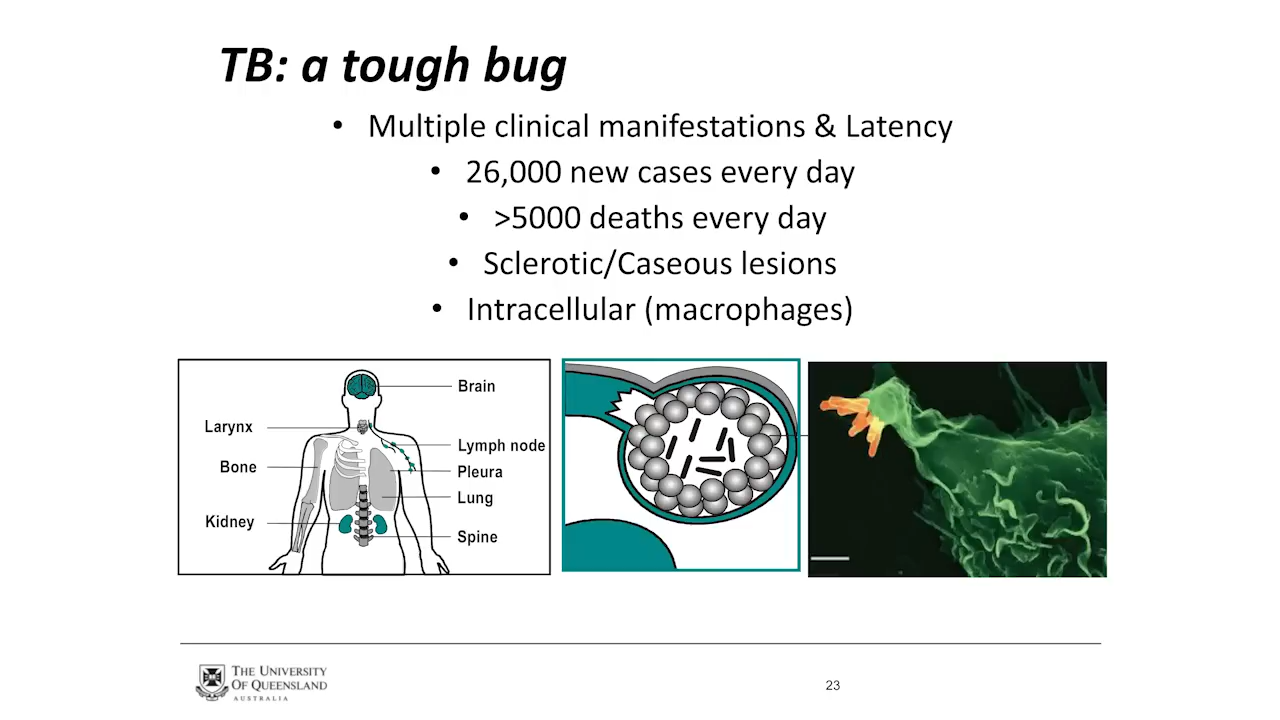 TB: a tough bug
• Multiple clinical manifestations & Latency
• 26,000 new cases every day
• >5000 deaths every day
• Sclerotic/Caseous lesions
• Intracellular (macrophages)
Brain
Larynx
Lymph node
Bone
Pleura
Lung
Kidney
Spine
THE UNIVERSITY
OF QUEENSLAND
AUSTRALIA
23